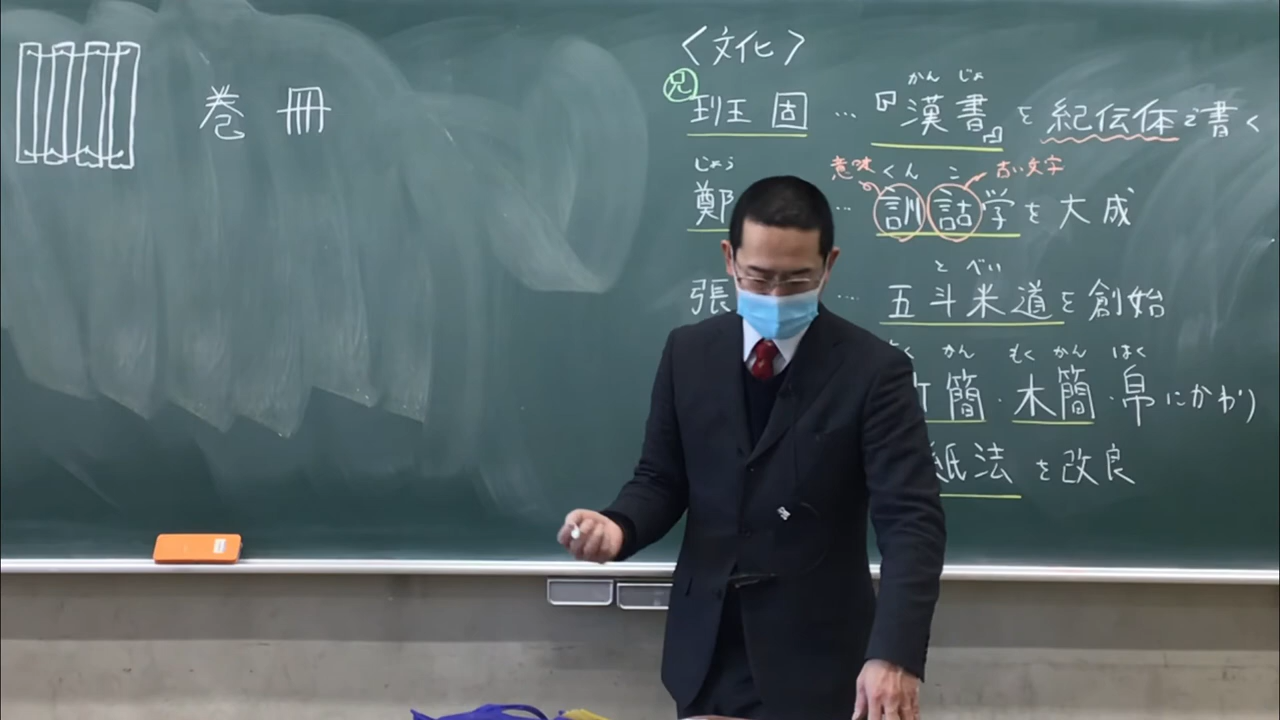 巻 冊
〈文化〉
兄
かん じょ
班 固 … 『漢書』を紀伝体で書く
じょう
意味 くん こ 古い文字
鄭 … 訓詁学を大成
と べい
張 … 五斗米道を創始
かん もく かん はく
簡・木簡・帛にかわり
紙法を改良